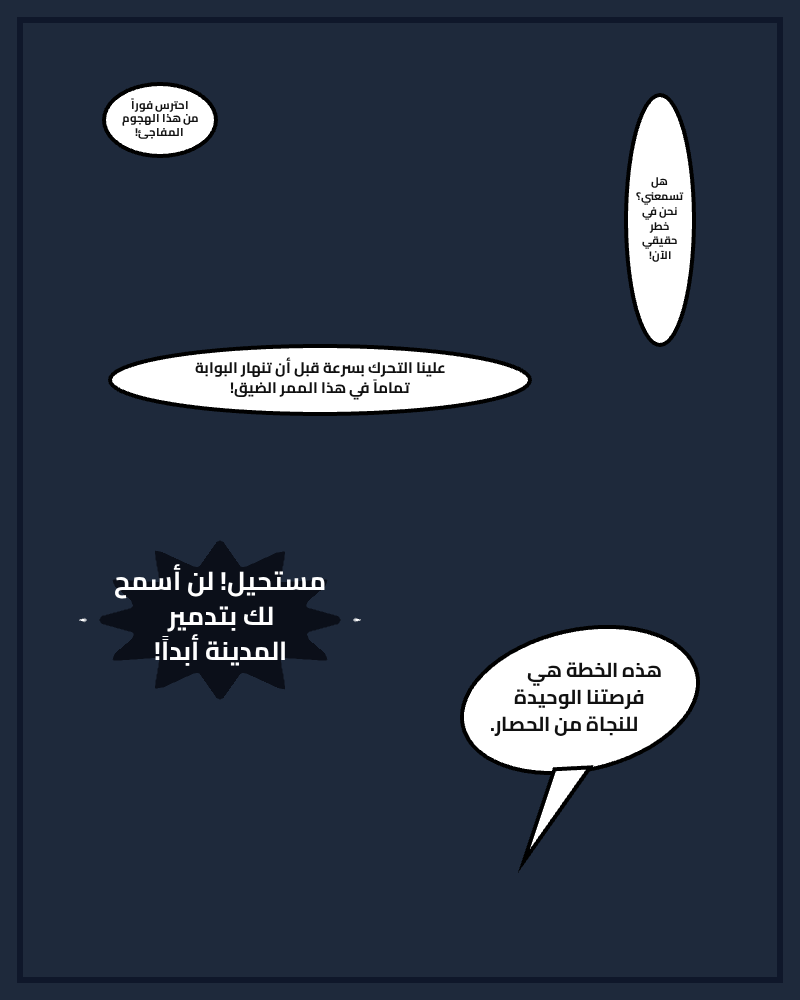 هل
تسمعني؟
نحن في
خطر
حقيقي
الآن!
احترس فوراً
من هذا الهجوم
المفاجئ!
علينا التحرك بسرعة قبل أن تنهار البوابة
تماماً في هذا الممر الضيق!
مستحيل! لن أسمح
لك بتدمير
المدينة أبداً!
هذه الخطة هي
فرصتنا الوحيدة
للنجاة من الحصار.